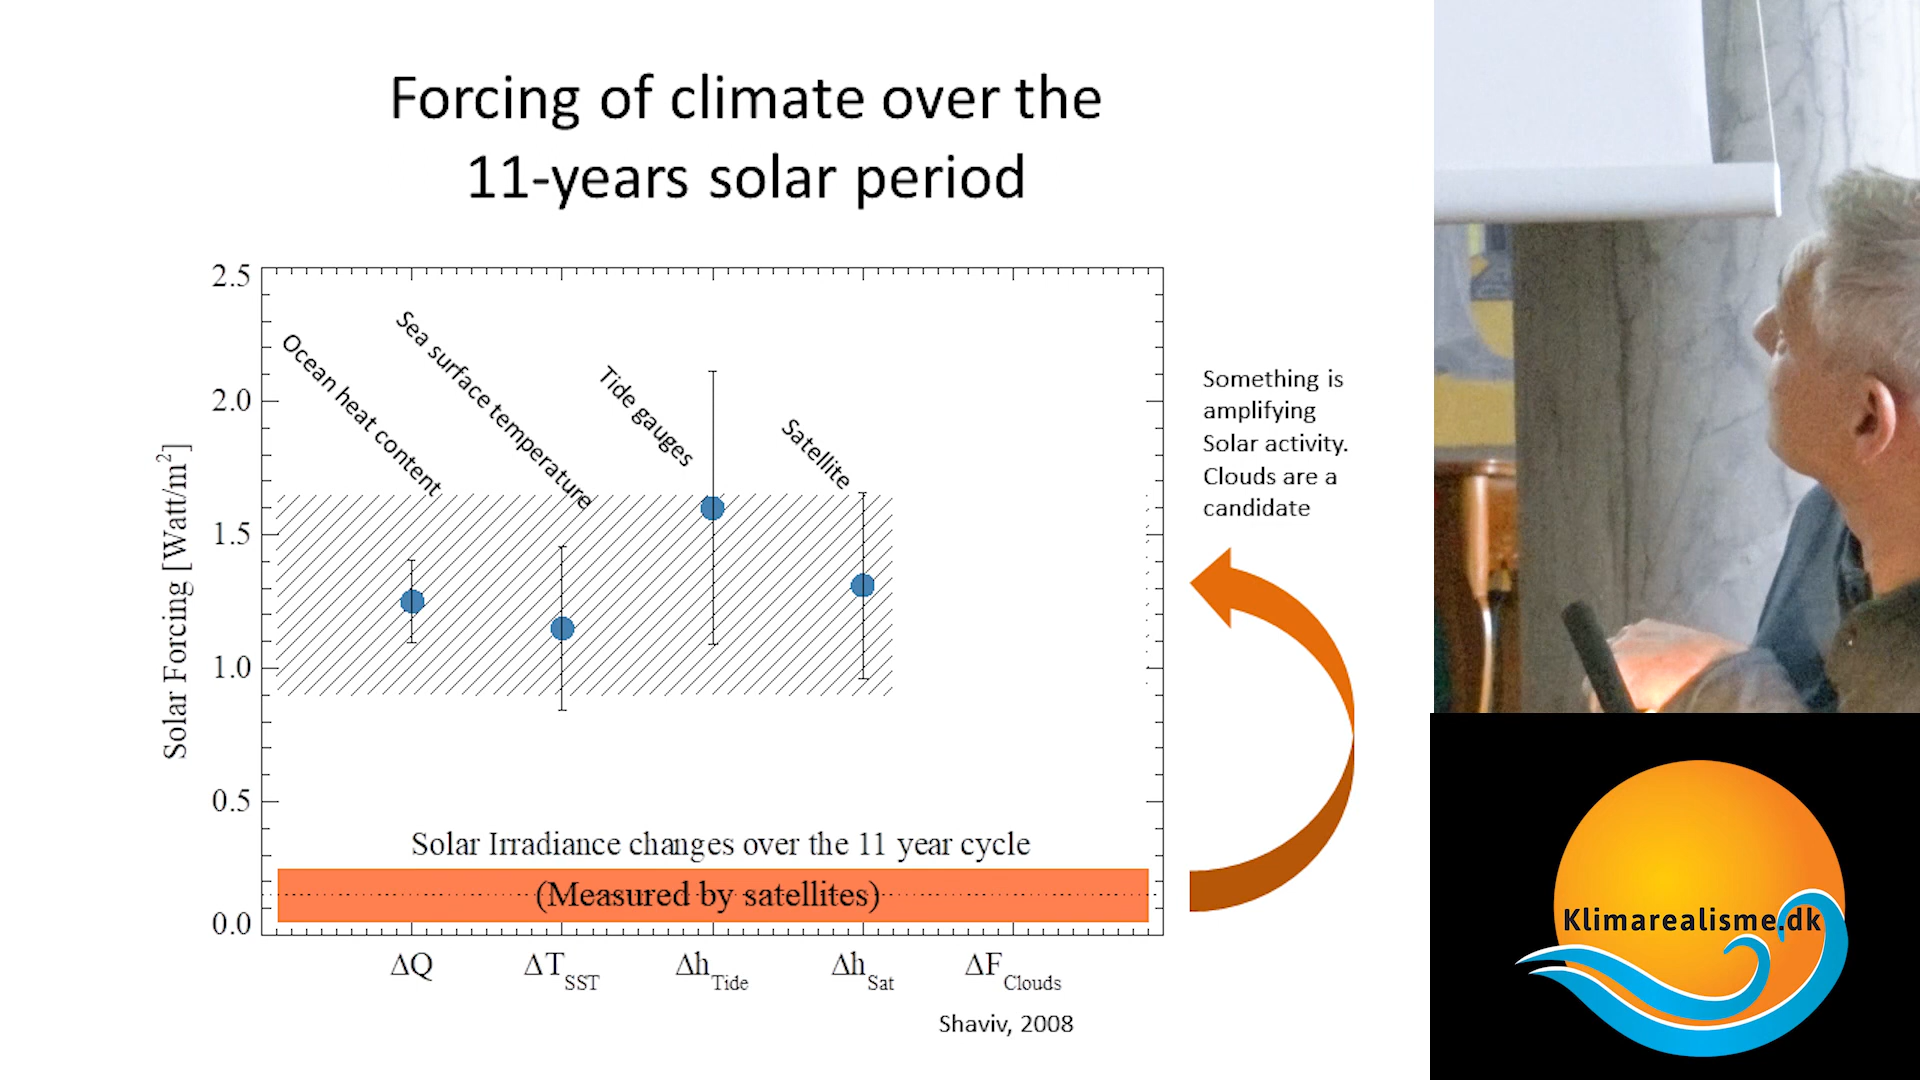 Forcing of climate over the
11-years solar period
2.5
2.0
1.5
1.0
0.5
0.0
Solar Forcing [Watt/m²]
Ocean heat content
Sea surface temperature
Tide gauges
Satellite
Solar Irradiance changes over the 11 year cycle
(Measured by satellites)
ΔQ
ΔT SST
Δh Tide
Δh Sat
ΔF Clouds
Shaviv, 2008
Something is
amplifying
Solar activity.
Clouds are a
candidate
Klimarealisme.dk